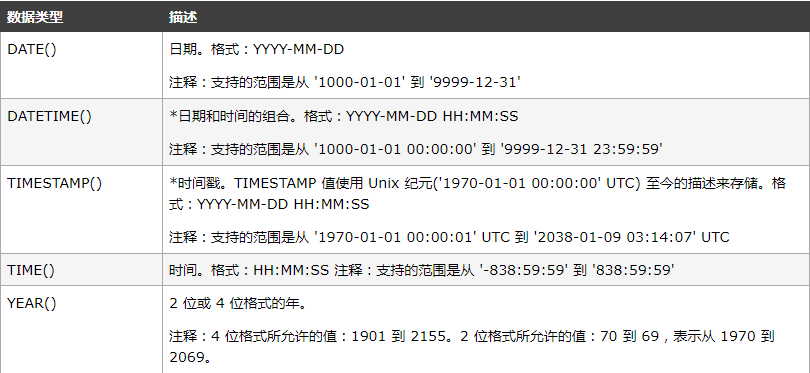 数据类型 描述
DATE() 日期。格式：YYYY-MM-DD
注释：支持的范围是从 '1000-01-01' 到 '9999-12-31'
DATETIME() *日期和时间的组合。格式：YYYY-MM-DD HH:MM:SS
注释：支持的范围是从 '1000-01-01 00:00:00' 到 '9999-12-31 23:59:59'
TIMESTAMP() *时间戳。TIMESTAMP 值使用 Unix 纪元('1970-01-01 00:00:00' UTC) 至今的描述来存储。格
式：YYYY-MM-DD HH:MM:SS
注释：支持的范围是从 '1970-01-01 00:00:01' UTC 到 '2038-01-09 03:14:07' UTC
TIME() 时间。格式：HH:MM:SS 注释：支持的范围是从 '-838:59:59' 到 '838:59:59'
YEAR() 2 位或 4 位格式的年。
注释：4 位格式所允许的值：1901 到 2155。2 位格式所允许的值：70 到 69，表示从 1970 到
2069。